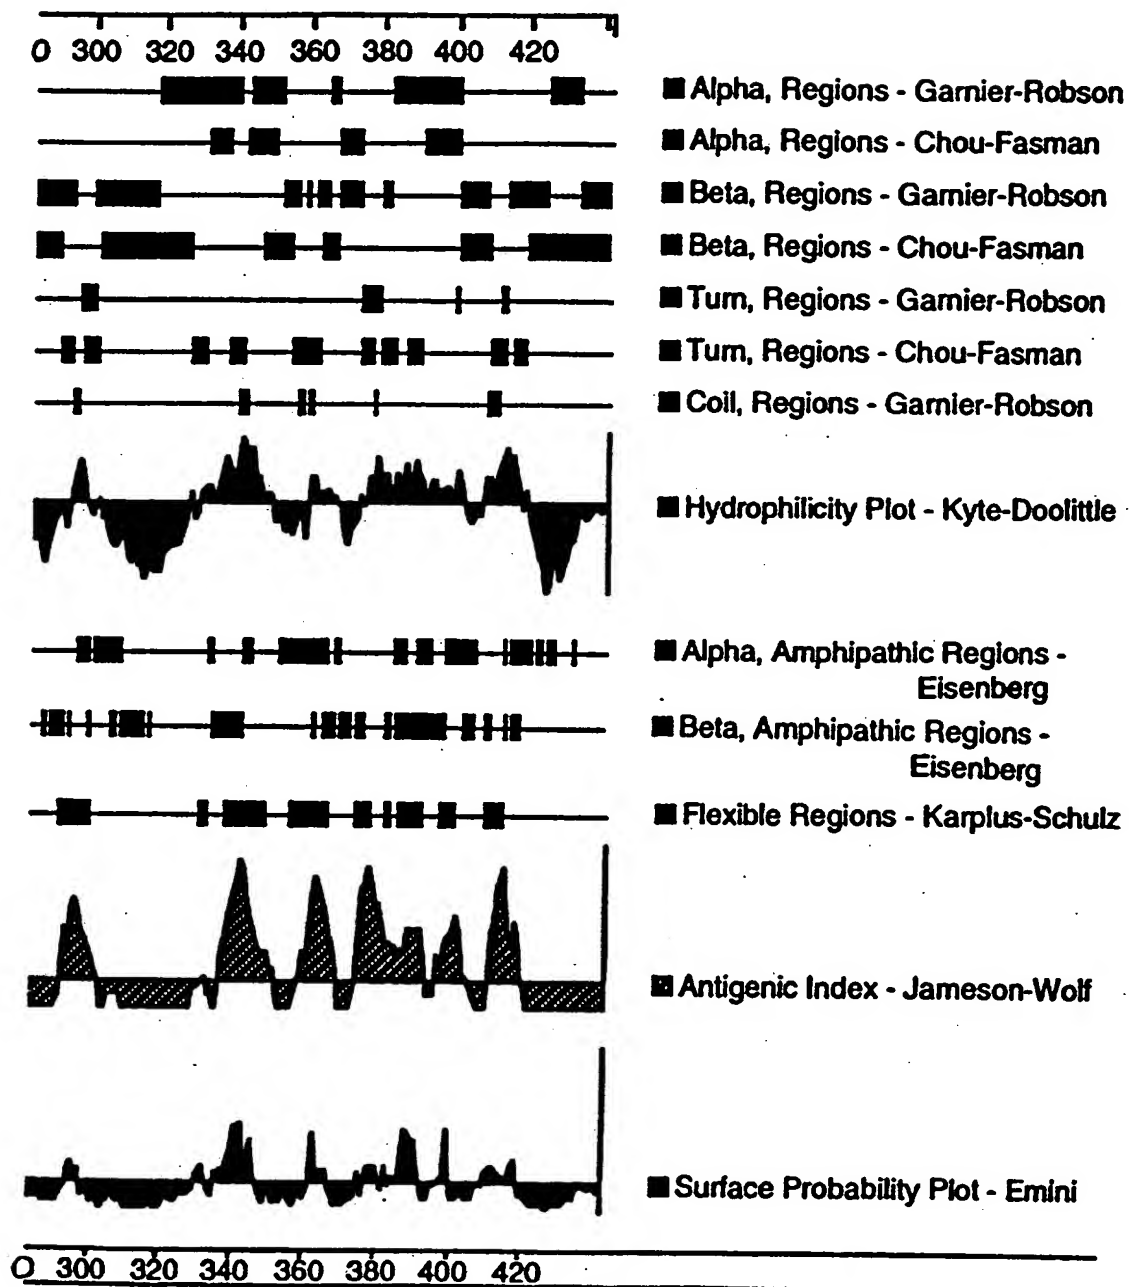 0 300 320 340 360 380 400 420
Alpha, Regions - Garnier-Robson
Alpha, Regions - Chou-Fasman
Beta, Regions - Garnier-Robson
Beta, Regions - Chou-Fasman
Turn, Regions - Garnier-Robson
Turn, Regions - Chou-Fasman
Coil, Regions - Garnier-Robson
Hydrophilicity Plot - Kyte-Doolittle
Alpha, Amphipathic Regions -
Eisenberg
Beta, Amphipathic Regions -
Eisenberg
Flexible Regions - Karplus-Schulz
Antigenic Index - Jameson-Wolf
Surface Probability Plot - Emini
0 300 320 340 360 380 400 420